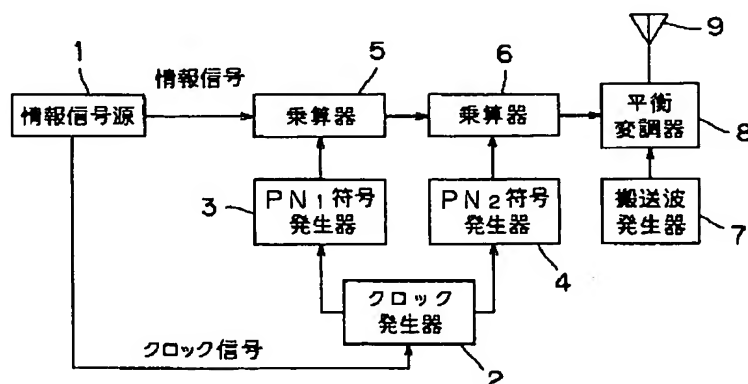 1
情報信号源
情報信号
5
乗算器
6
乗算器
9
平衡
変調器
8
3
PN1符号
発生器
PN2符号
発生器
4
搬送波
発生器
7
クロック
発生器
2
クロック信号